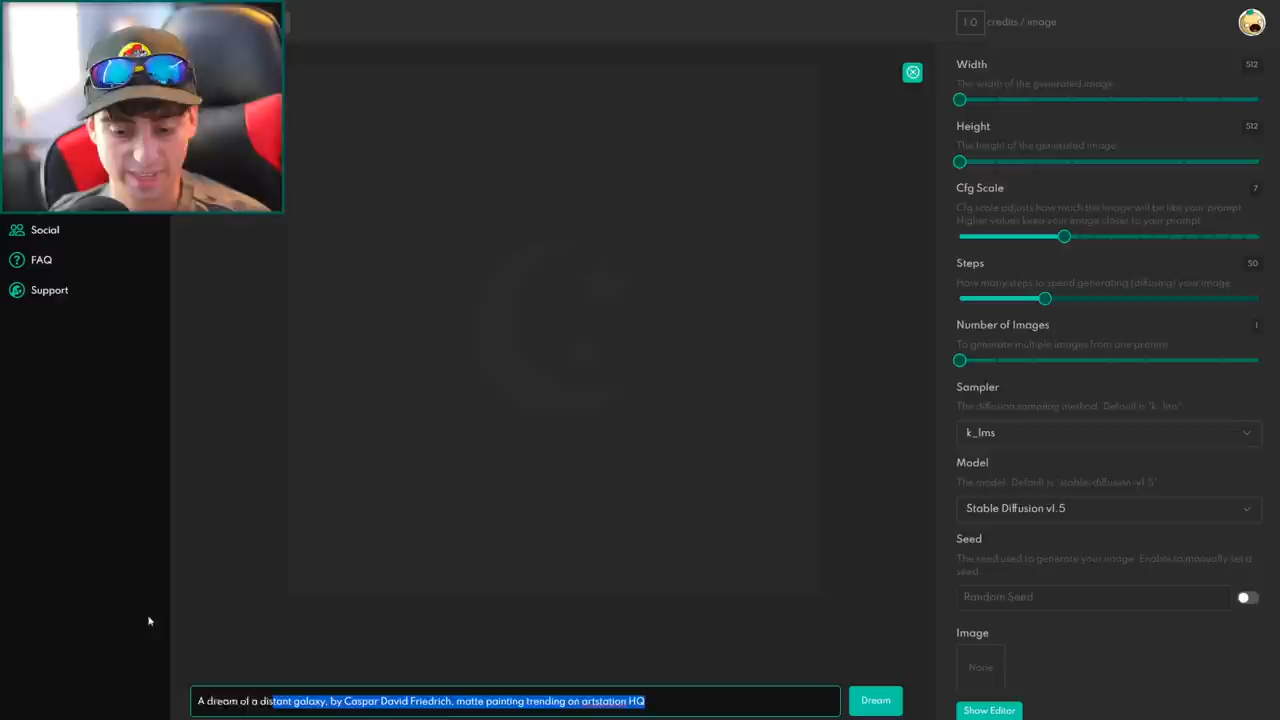 1.0 credits / image
Width 512
The width of the generated image.
Height 512
The height of the generated image.
Cfg Scale 7
Cfg scale adjusts how much the image will be like your prompt.
Higher values keep your image closer to your prompt.
Social
FAQ
Support
Steps 50
How many steps to spend generating (diffusing) your image.
Number of Images 1
To generate multiple images from one prompt.
Sampler
The diffusion sampling method. Default is "k_lms"
k_lms
Model
The model. Default is 'stable-diffusion-v1.5'
Stable Diffusion v1.5
Seed
The seed used to generate your image. Enable to manually set a
seed.
Random Seed
Image
None
A dream of a distant galaxy, by Caspar David Friedrich, matte painting trending on artstation HQ
Dream
Show Editor